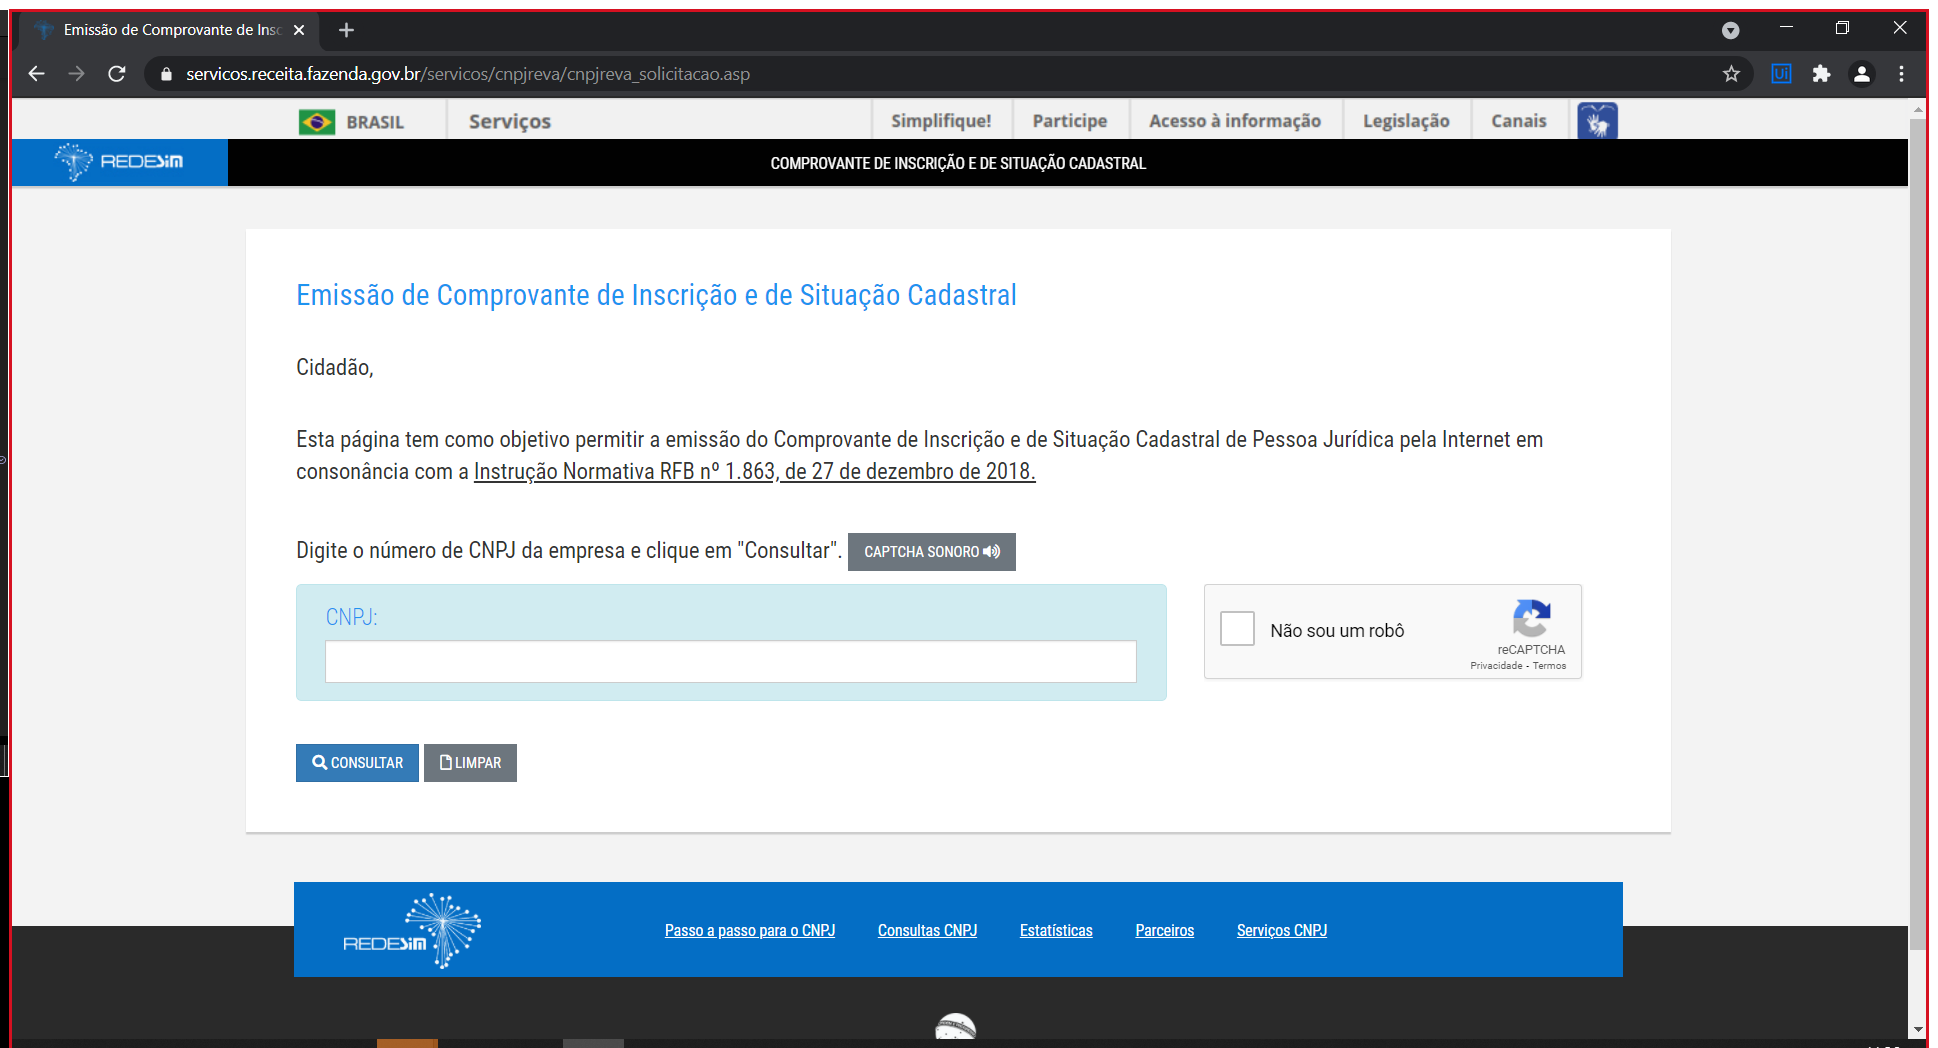 Emissão de Comprovante de Insc
servicos.receita.fazenda.gov.br/servicos/cnpjreva/cnpjreva_solicitacao.asp
Ui
BRASIL Serviços Simplifique! Participe Acesso à informação Legislação Canais
REDESIM COMPROVANTE DE INSCRIÇÃO E DE SITUAÇÃO CADASTRAL
Emissão de Comprovante de Inscrição e de Situação Cadastral
Cidadão,
Esta página tem como objetivo permitir a emissão do Comprovante de Inscrição e de Situação Cadastral de Pessoa Jurídica pela Internet em
consonância com a Instrução Normativa RFB nº 1.863, de 27 de dezembro de 2018.
Digite o número de CNPJ da empresa e clique em "Consultar". CAPTCHA SONORO
CNPJ:
Não sou um robô
reCAPTCHA
Privacidade - Termos
CONSULTAR LIMPAR
REDESIM Passo a passo para o CNPJ Consultas CNPJ Estatísticas Parceiros Serviços CNPJ